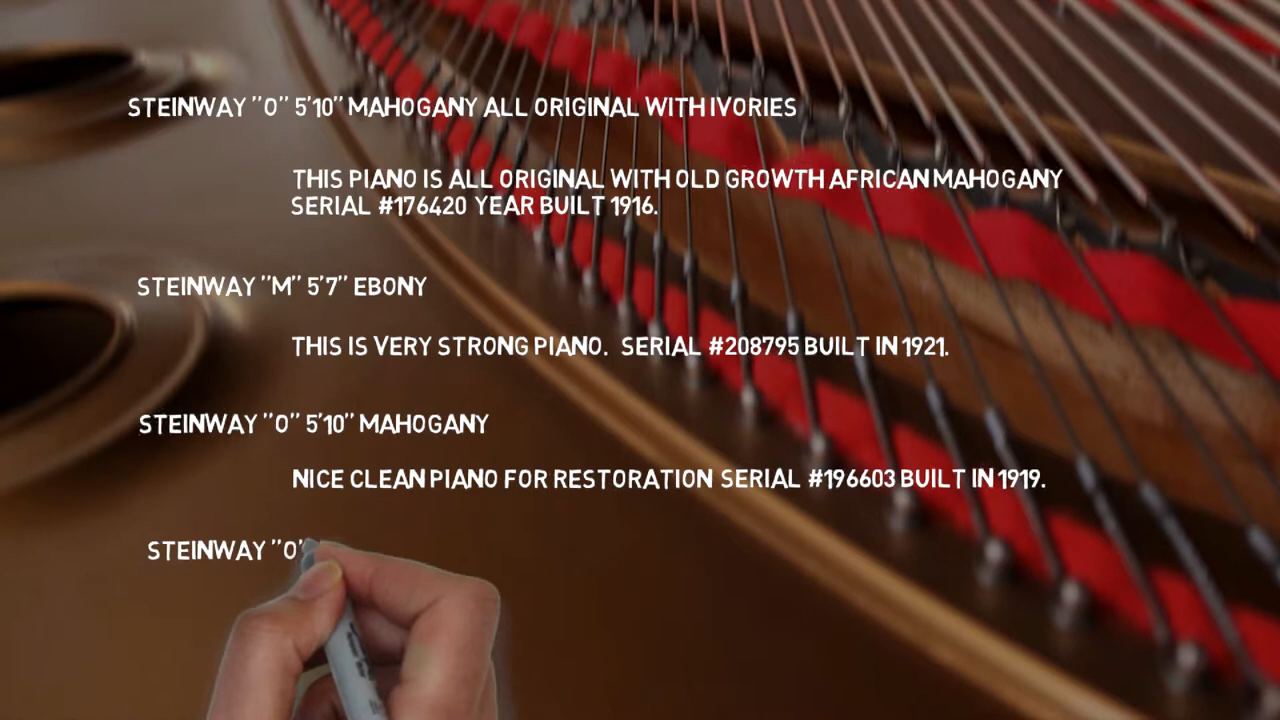 STEINWAY "O" 5'10" MAHOGANY ALL ORIGINAL WITH IVORIES
THIS PIANO IS ALL ORIGINAL WITH OLD GROWTH AFRICAN MAHOGANY
SERIAL #176420 YEAR BUILT 1916.
STEINWAY "M" 5'7" EBONY
THIS IS VERY STRONG PIANO. SERIAL #208795 BUILT IN 1921.
STEINWAY "O" 5'10" MAHOGANY
NICE CLEAN PIANO FOR RESTORATION SERIAL #196603 BUILT IN 1919.
STEINWAY "O'